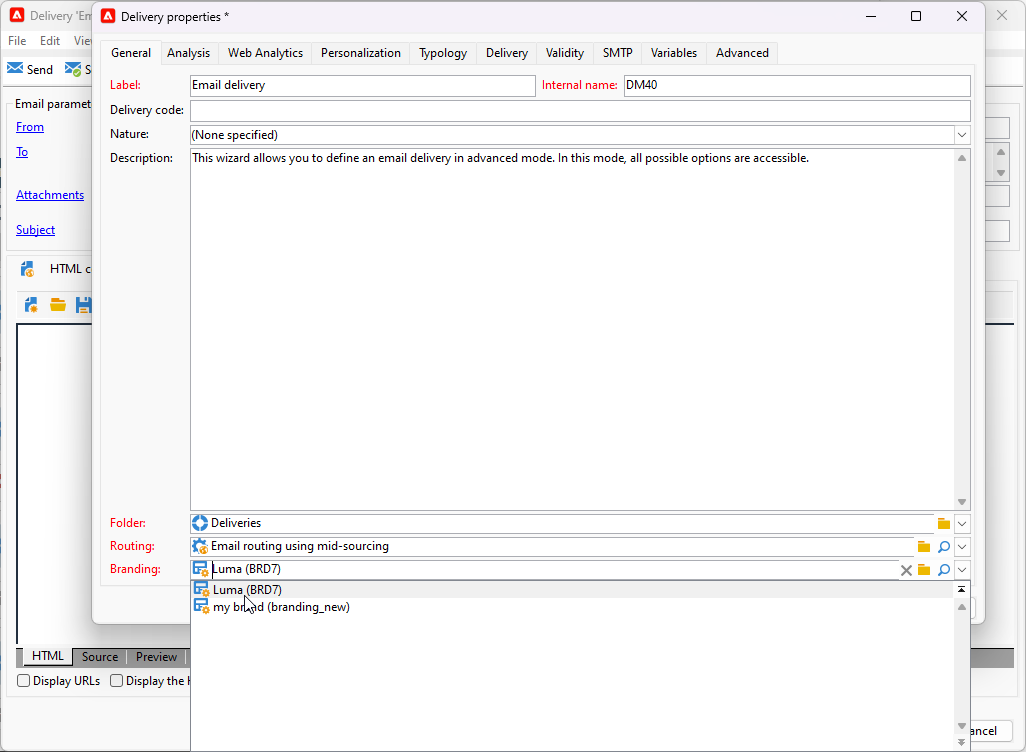 Delivery 'Em
Delivery properties *
File Edit Vie
General Analysis Web Analytics Personalization Typology Delivery Validity SMTP Variables Advanced
Send S
Label: Email delivery Internal name: DM40
Email paramet
Delivery code:
From
Nature: (None specified)
To
Description: This wizard allows you to define an email delivery in advanced mode. In this mode, all possible options are accessible.
Attachments
Subject
HTML c
Folder: Deliveries
Routing: Email routing using mid-sourcing
Branding: Luma (BRD7)
Luma (BRD7)
my brand (branding_new)
HTML Source Preview
Display URLs Display the H
ancel